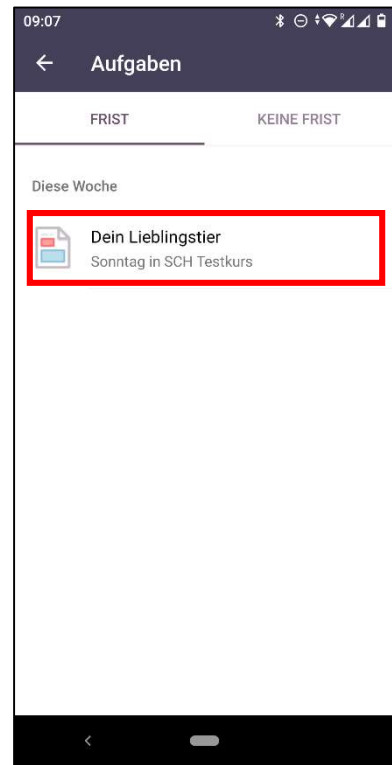 09:07
Aufgaben
FRIST KEINE FRIST
Diese Woche
Dein Lieblingstier
Sonntag in SCH Testkurs